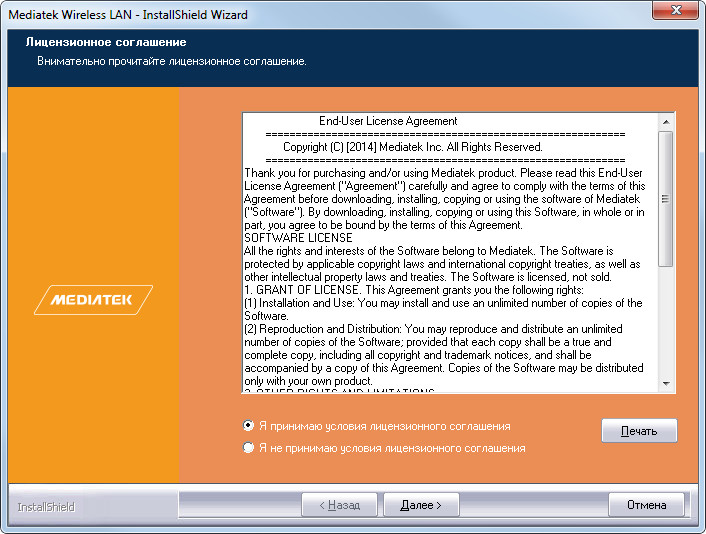 Mediatek Wireless LAN - InstallShield Wizard
Лицензионное соглашение
Внимательно прочитайте лицензионное соглашение.
End-User License Agreement
============================================================
Copyright (C) [2014] Mediatek Inc. All Rights Reserved.
============================================================
Thank you for purchasing and/or using Mediatek product. Please read this End-User
License Agreement ("Agreement") carefully and agree to comply with the terms of this
Agreement before downloading, installing, copying or using the software of Mediatek
("Software"). By downloading, installing, copying or using this Software, in whole or in
part, you agree to be bound by the terms of this Agreement.
SOFTWARE LICENSE
All the rights and interests of the Software belong to Mediatek. The Software is
protected by applicable copyright laws and international copyright treaties, as well as
other intellectual property laws and treaties. The Software is licensed, not sold.
1. GRANT OF LICENSE. This Agreement grants you the following rights:
(1) Installation and Use: You may install and use an unlimited number of copies of the
Software.
(2) Reproduction and Distribution: You may reproduce and distribute an unlimited
number of copies of the Software; provided that each copy shall be a true and
complete copy, including all copyright and trademark notices, and shall be
accompanied by a copy of this Agreement. Copies of the Software may be distributed
only with your own product.
2. OTHER RIGHTS AND LIMITATIONS
MEDIATEK
Я принимаю условия лицензионного соглашения
Я не принимаю условия лицензионного соглашения
Печать
InstallShield
< Назад
Далее >
Отмена